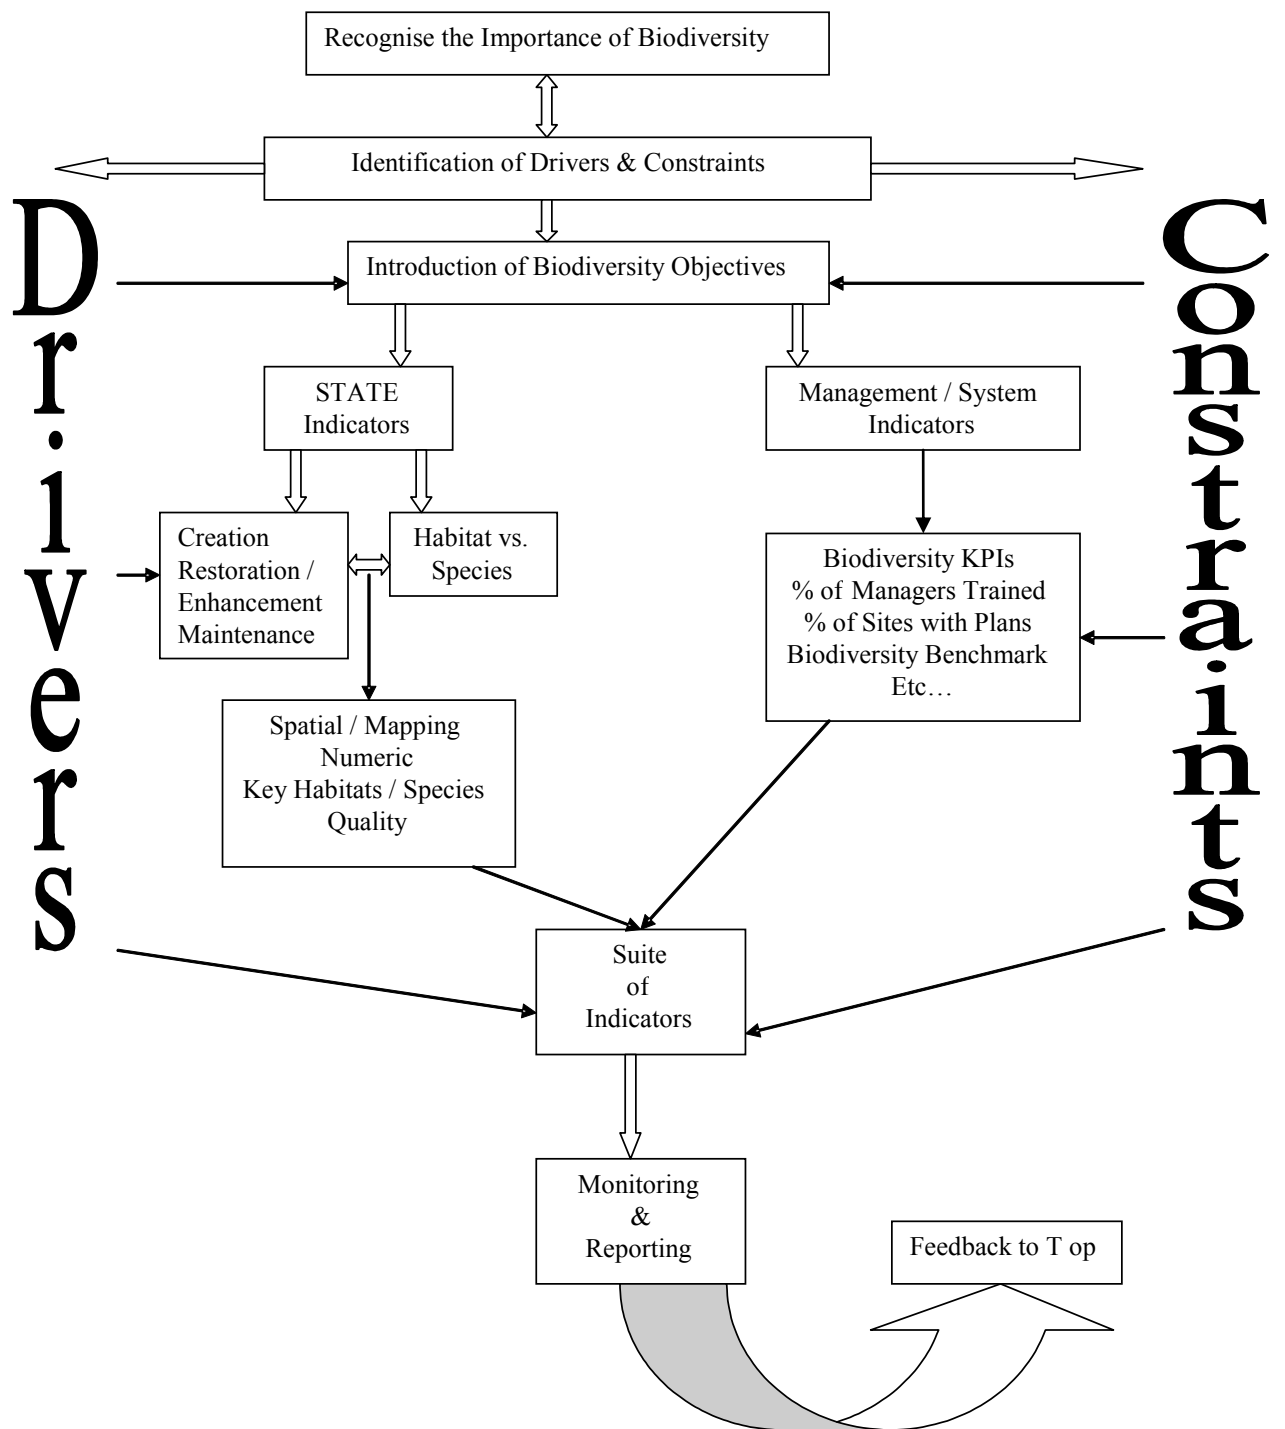 Recognise the Importance of Biodiversity
Identification of Drivers & Constraints
Drivers
Constraints
Introduction of Biodiversity Objectives
STATE
Indicators
Management / System
Indicators
Creation
Restoration /
Enhancement
Maintenance
Habitat vs.
Species
Biodiversity KPIs
% of Managers Trained
% of Sites with Plans
Biodiversity Benchmark
Etc…
Spatial / Mapping
Numeric
Key Habitats / Species
Quality
Suite
of
Indicators
Monitoring
&
Reporting
Feedback to T op